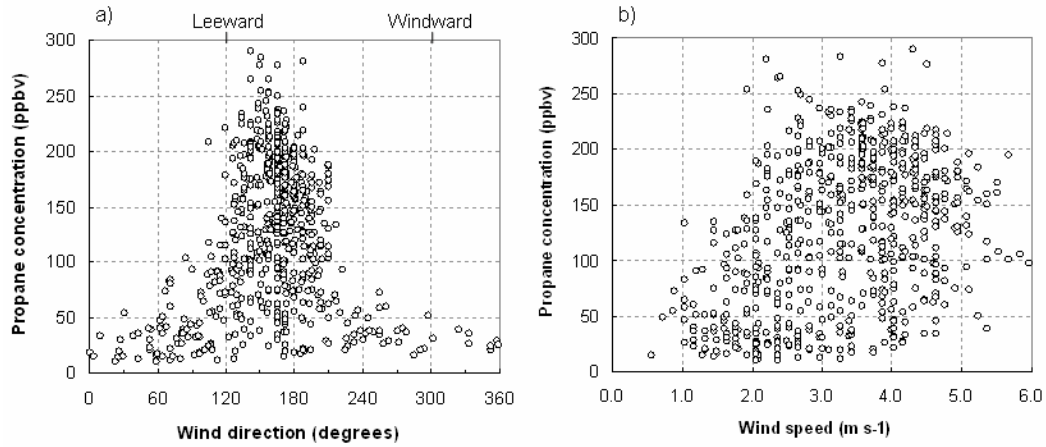 a)
Leeward
Windward
Propane concentration (ppbv)
300
250
200
150
100
50
0
0 60 120 180 240 300 360
Wind direction (degrees)
b)
Propane concentration (ppbv)
300
250
200
150
100
50
0
1.0 2.0 3.0 4.0 5.0 6.0
Wind speed (m s-1)